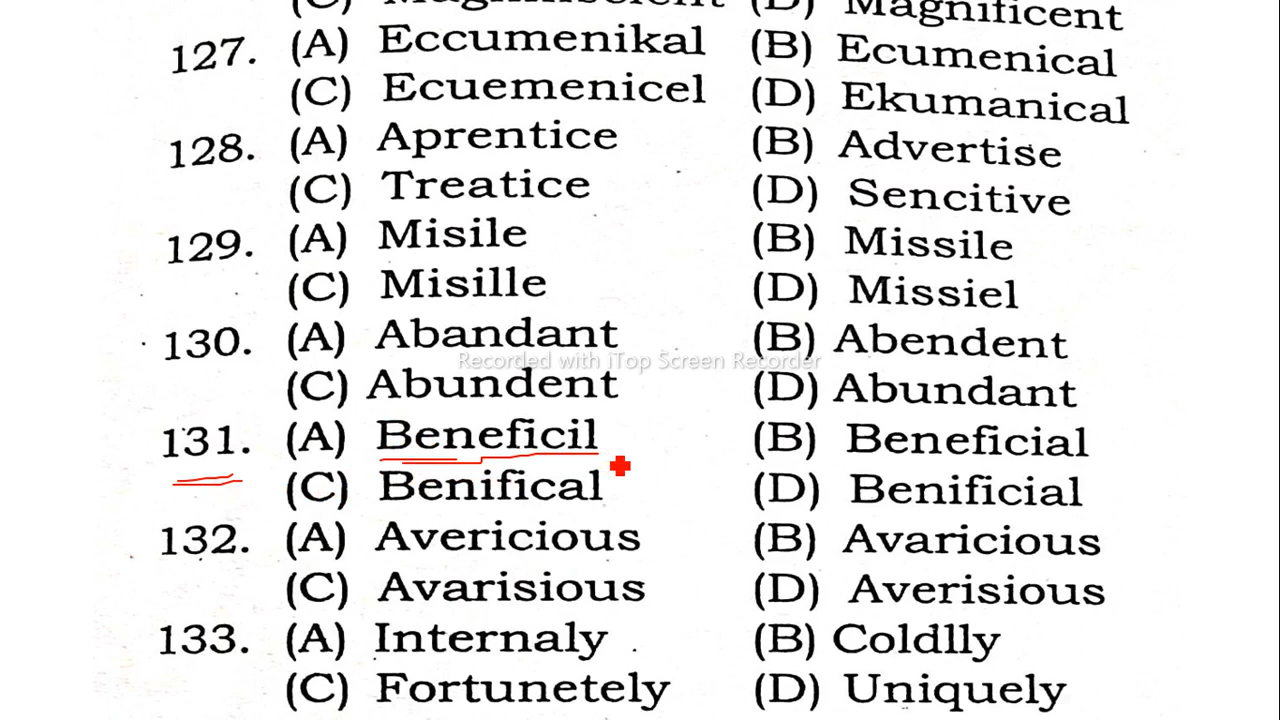 (C) Magnifiscient (D) Magnificent
127. (A) Eccumenikal (B) Ecumenical
(C) Ecuemenicel (D) Ekumanical
128. (A) Aprentice (B) Advertise
(C) Treatice (D) Sencitive
129. (A) Misile (B) Missile
(C) Misille (D) Missiel
130. (A) Abandant (B) Abendent
Recorded with iTop Screen Recorder
(C) Abundent (D) Abundant
131. (A) Beneficil (B) Beneficial
(C) Benifical (D) Benificial
132. (A) Avericious (B) Avaricious
(C) Avarisious (D) Averisious
133. (A) Internaly (B) Coldlly
(C) Fortunetely (D) Uniquely